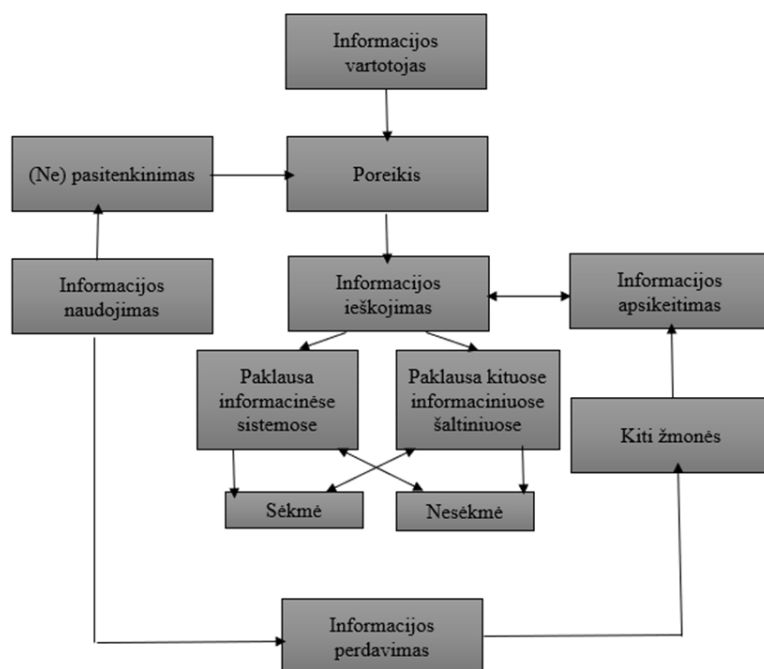 Informacijos
vartotojas
(Ne) pasitenkinimas
Poreikis
Informacijos
naudojimas
Informacijos
ieškojimas
Informacijos
apsikeitimas
Paklausa
informacinėse
sistemose
Paklausa kituose
informaciniuose
šaltiniuose
Kiti žmonės
Sėkmė
Nesėkmė
Informacijos
perdavimas